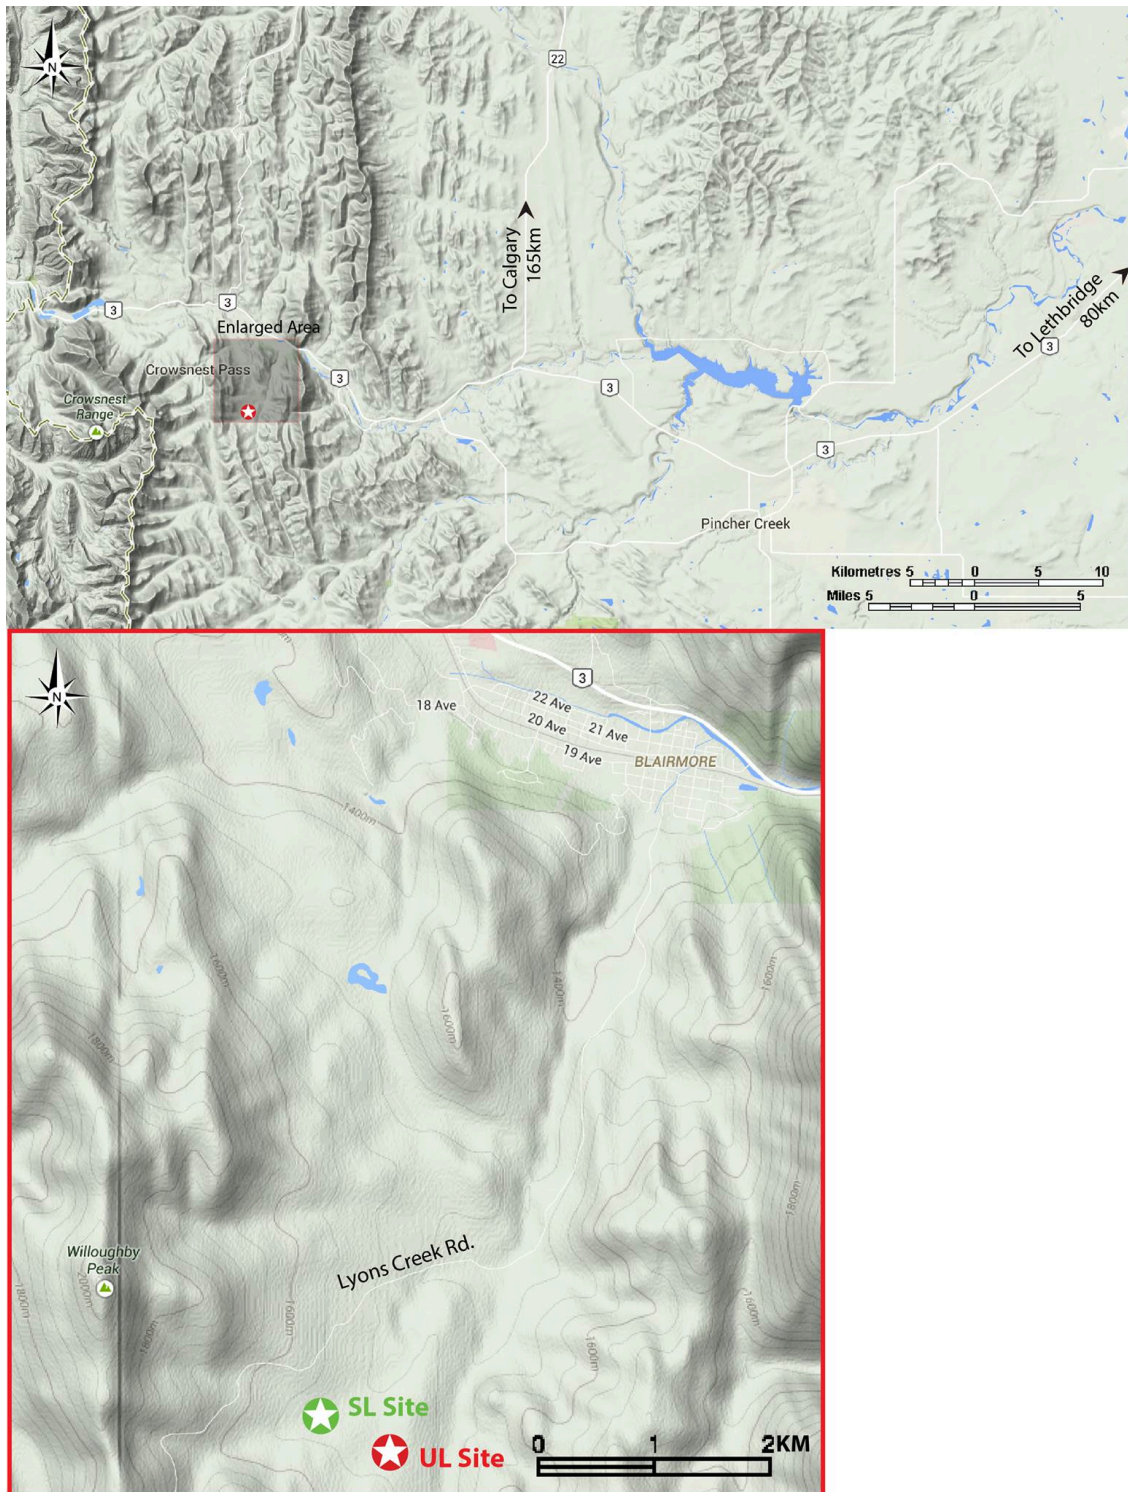 N
22
To Calgary
165km
3
3
Enlarged Area
Crowsnest Pass
Crowsnest
Range
3
3
To Lethbridge
80km
3
3
Pincher Creek
Kilometres 5 0 5 10
Miles 5 0 5
N
3
18 Ave
22 Ave
20 Ave
21 Ave
19 Ave
BLAIRMORE
1400m
1600m
1400m
1600m
1600m
1800m
1800m
Willoughby
Peak
Lyons Creek Rd.
1800m
2000m
1800m
1600m
1600m
1600m
SL Site
UL Site
0 1 2KM